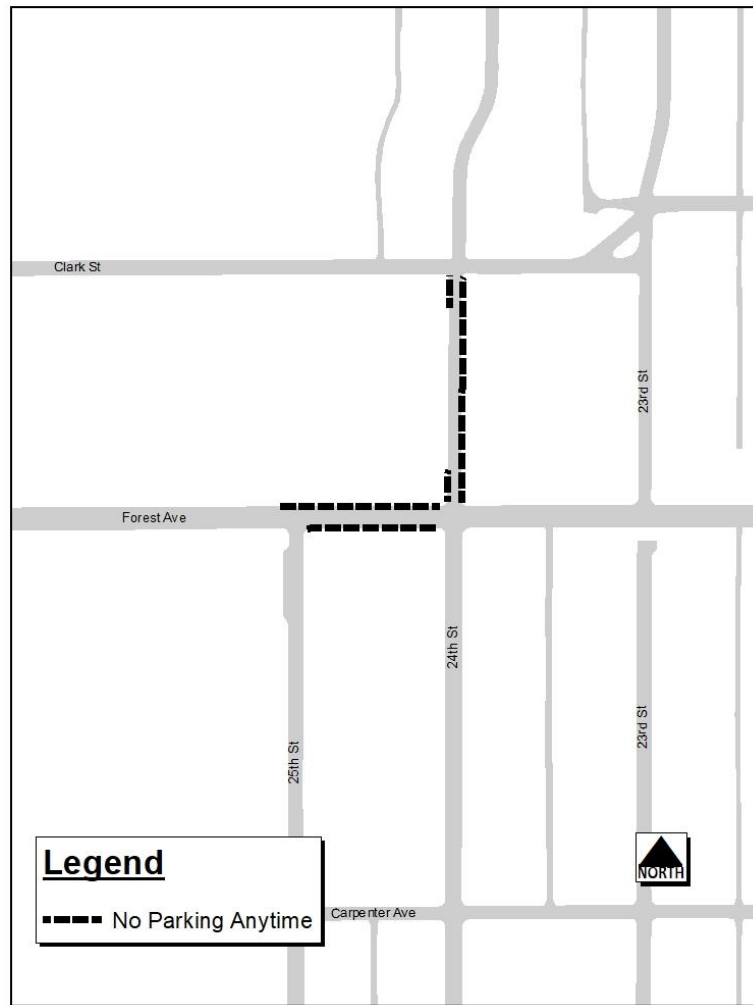 Clark St
23rd St
Forest Ave
24th St
23rd St
25th St
Legend
NORTH
No Parking Anytime
Carpenter Ave